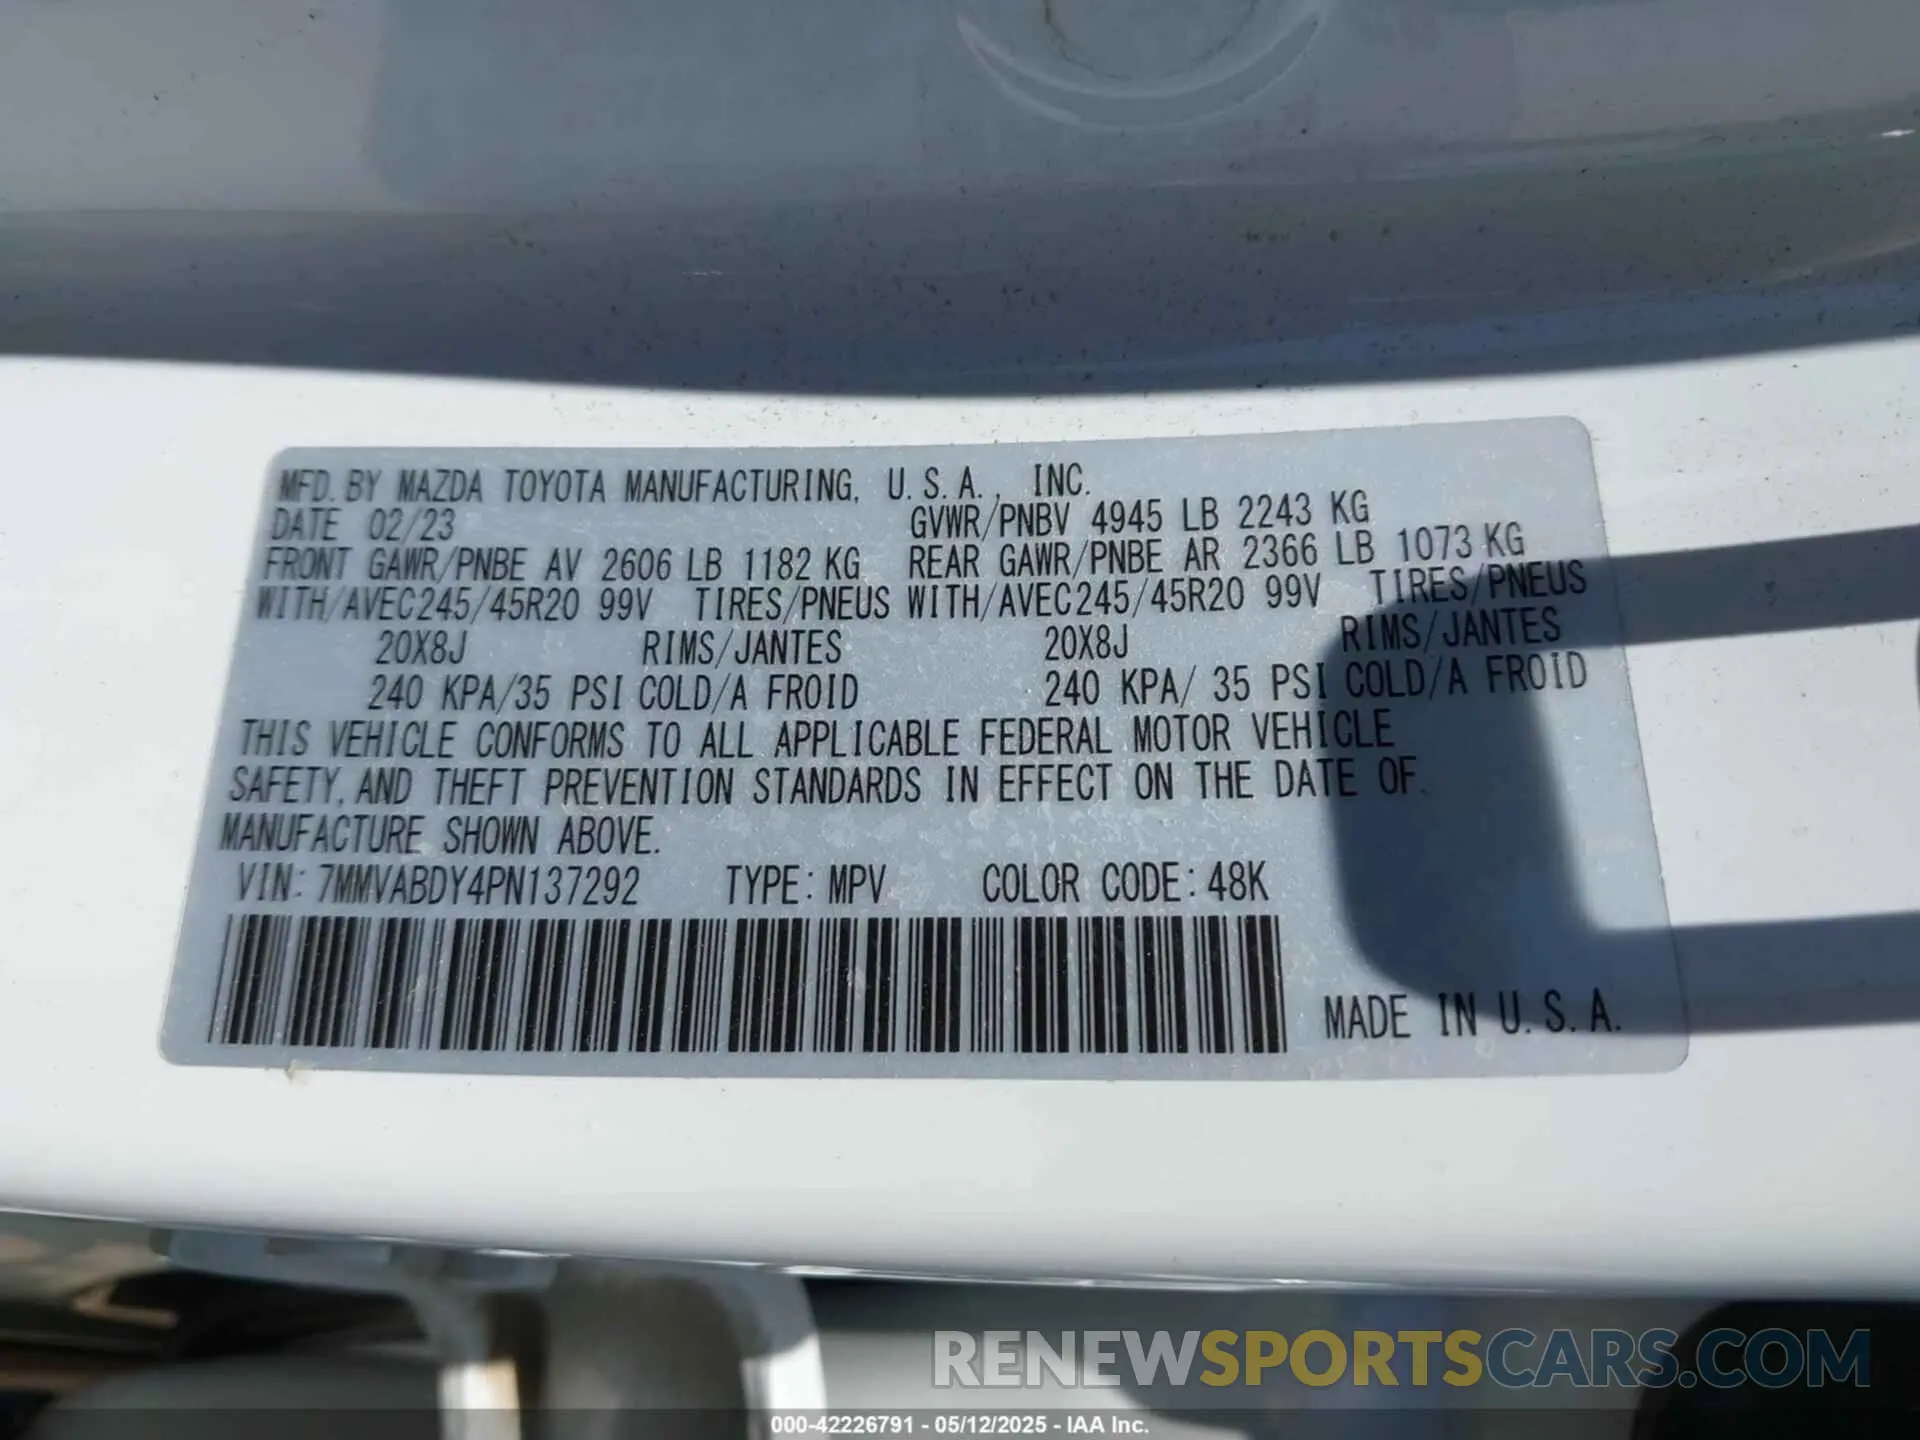 MFD. BY MAZDA TOYOTA MANUFACTURING, U.S.A., INC.
DATE 02/23 GVWR/PNBV 4945 LB 2243 KG
FRONT GAWR/PNBE AV 2606 LB 1182 KG REAR GAWR/PNBE AR 2366 LB 1073 KG
WITH/AVEC245/45R20 99V TIRES/PNEUS WITH/AVEC245/45R20 99V TIRES/PNEUS
20X8J RIMS/JANTES 20X8J RIMS/JANTES
240 KPA/35 PSI COLD/A FROID 240 KPA/ 35 PSI COLD/A FROID
THIS VEHICLE CONFORMS TO ALL APPLICABLE FEDERAL MOTOR VEHICLE
SAFETY, AND THEFT PREVENTION STANDARDS IN EFFECT ON THE DATE OF
MANUFACTURE SHOWN ABOVE.
VIN: 7MMVABDY4PN137292 TYPE: MPV COLOR CODE: 48K
MADE IN U.S.A.
RENEWSPORTSCARS.COM
000-42226791 - 05/12/2025 - IAA Inc.